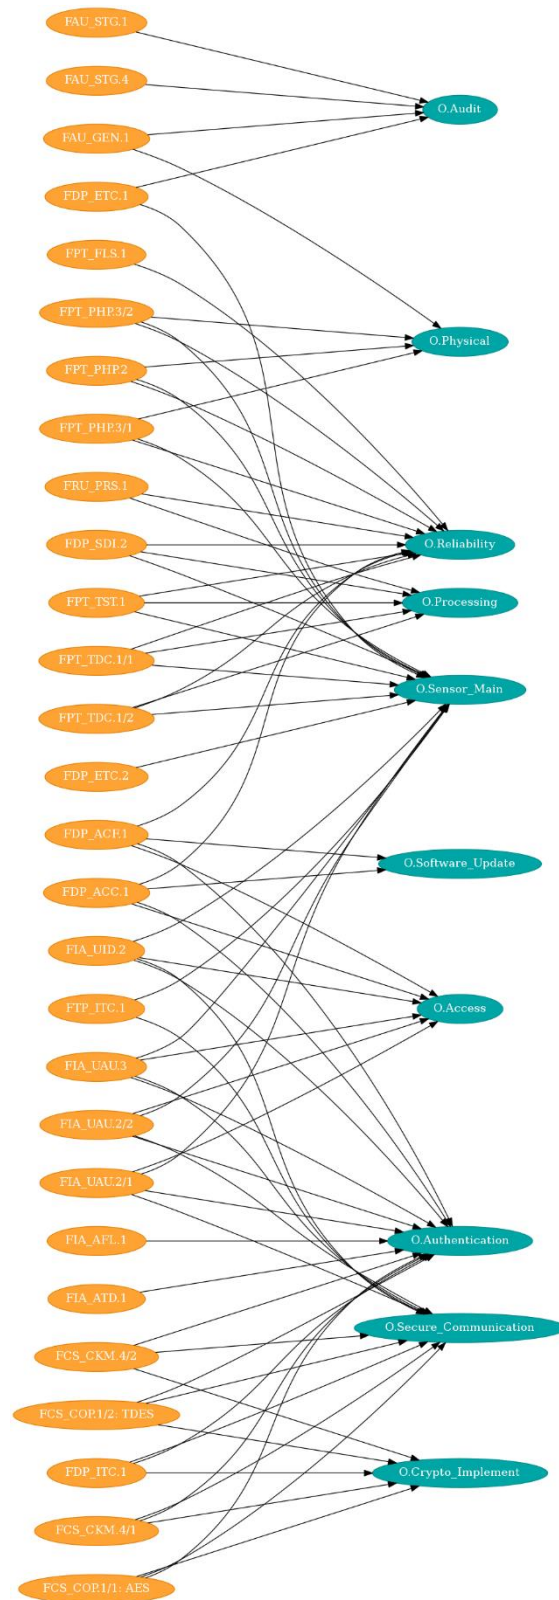 FAU_STG.1
FAU_STG.4
O.Audit
FAU_GEN.1
FDP_ETC.1
FPT_FLS.1
FPT_PHP.3/2
O.Physical
FPT_PHP.2
FPT_PHP.3/1
FRU_PRS.1
FDP_SDI.2
O.Reliability
FPT_TST.1
O.Processing
FPT_TDC.1/1
O.Sensor_Main
FPT_TDC.1/2
FDP_ETC.2
FDP_ACF.1
O.Software_Update
FDP_ACC.1
FIA_UID.2
FTP_ITC.1
O.Access
FIA_UAU.3
FIA_UAU.2/2
FIA_UAU.2/1
FIA_AFL.1
O.Authentication
FIA_ATD.1
O.Secure_Communication
FCS_CKM.4/2
FCS_COP.1/2: TDES
FDP_ITC.1
O.Crypto_Implement
FCS_CKM.4/1
FCS_COP.1/1: AES